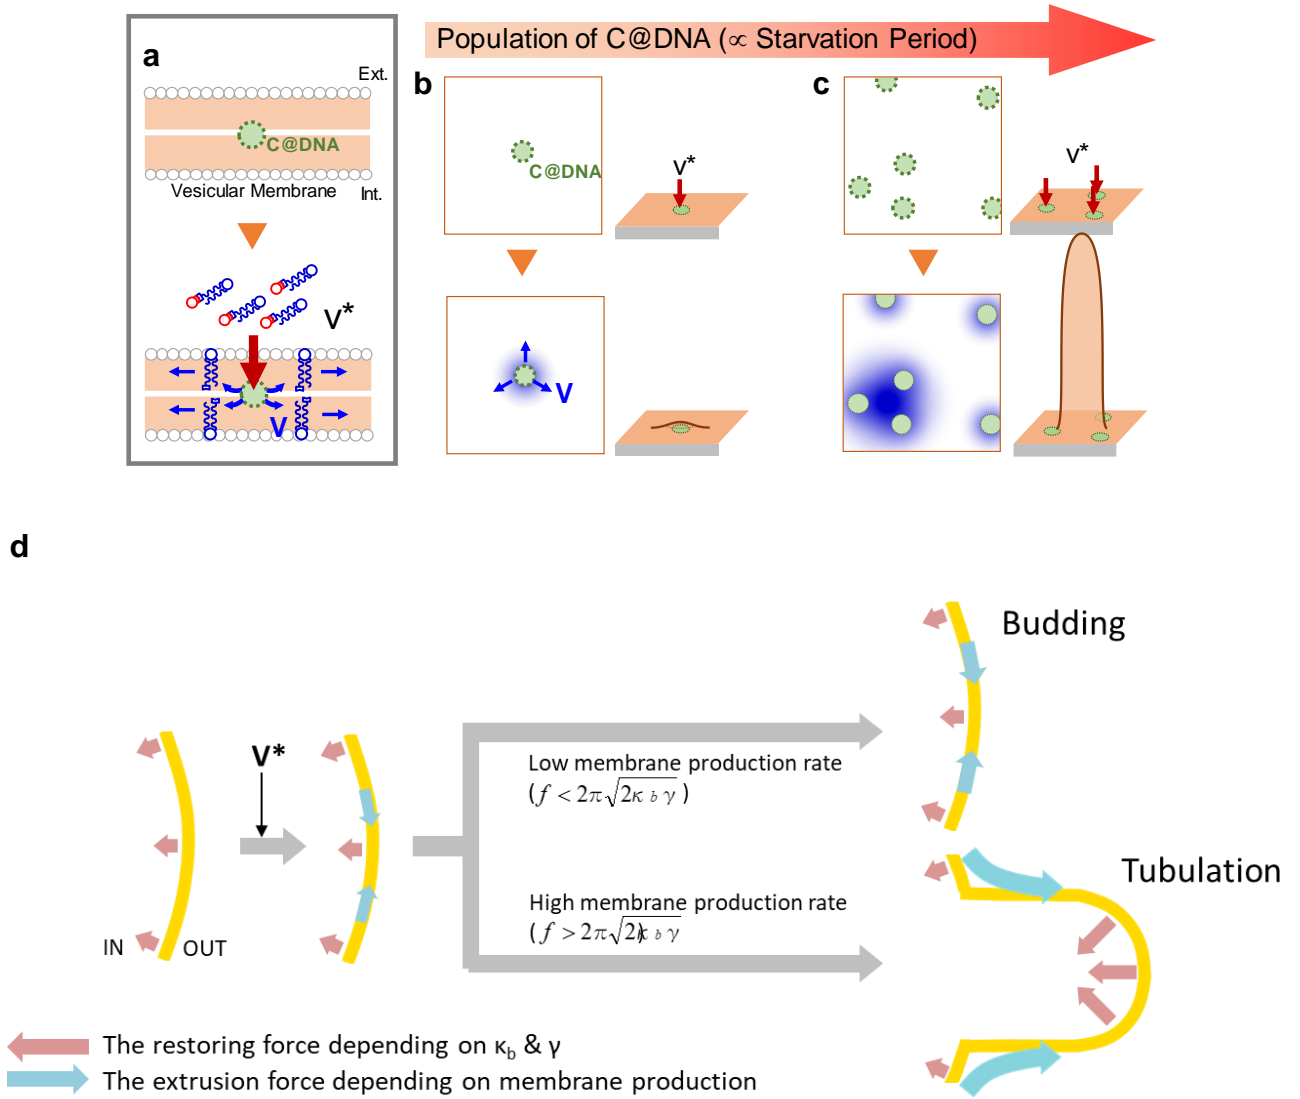 Population of C@DNA (∝ Starvation Period)
a
Ext.
C@DNA
Vesicular Membrane
Int.
V*
V
b
C@DNA
V*
V
c
V*
d
IN
OUT
V*
Low membrane production rate
( f < 2π√2κ b γ )
High membrane production rate
( f > 2π√2κ b γ )
Budding
Tubulation
The restoring force depending on κb & γ
The extrusion force depending on membrane production